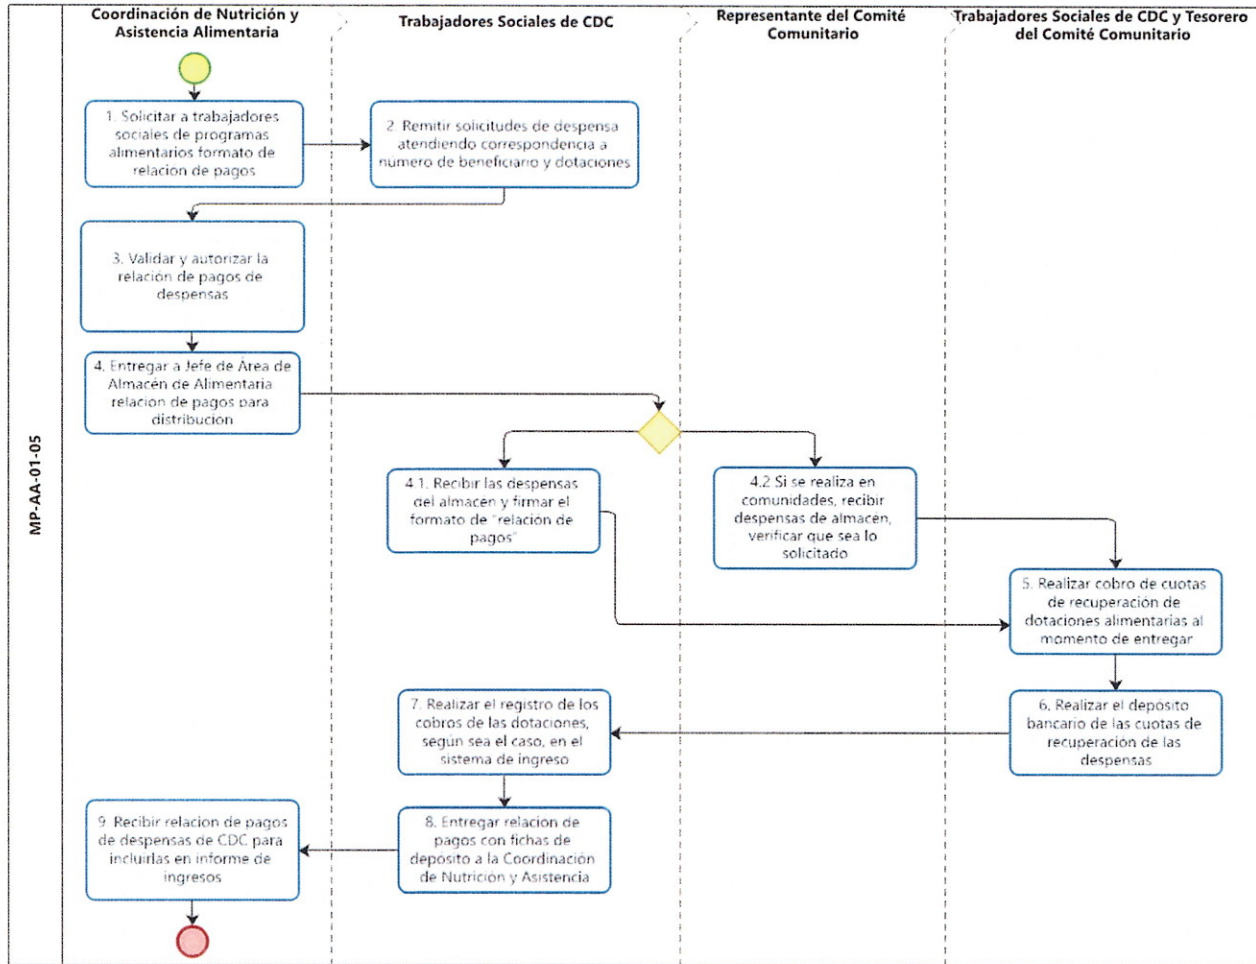 Coordinación de Nutrición y
Asistencia Alimentaria
Trabajadores Sociales de CDC
Representante del Comité
Comunitario
Trabajadores Sociales de CDC y Tesorero
del Comité Comunitario
MP-AA-01-05
1. Solicitar a trabajadores
sociales de programas
alimentarios formato de
relacion de pagos
2. Remitir solicitudes de despensa
atendiendo correspondencia a
número de beneficiario y dotaciones
3. Validar y autorizar la
relación de pagos de
despensas
4. Entregar a Jefe de Área de
Almacén de Alimentaria
relacion de pagos para
distribucion
4.1. Recibir las despensas
del almacen y firmar el
formato de "relación de
pagos"
4.2 Si se realiza en
comunidades, recibir
despensas de almacén,
verificar que sea lo
solicitado
5. Realizar cobro de cuotas
de recuperación de
dotaciones alimentarias al
momento de entregar
6. Realizar el depósito
bancario de las cuotas de
recuperación de las
despensas
7. Realizar el registro de los
cobros de las dotaciones,
según sea el caso, en el
sistema de ingreso
8. Entregar relacion de
pagos con fichas de
depósito a la Coordinación
de Nutrición y Asistencia
9. Recibir relacion de pagos
de despensas de CDC para
incluirlas en informe de
ingresos